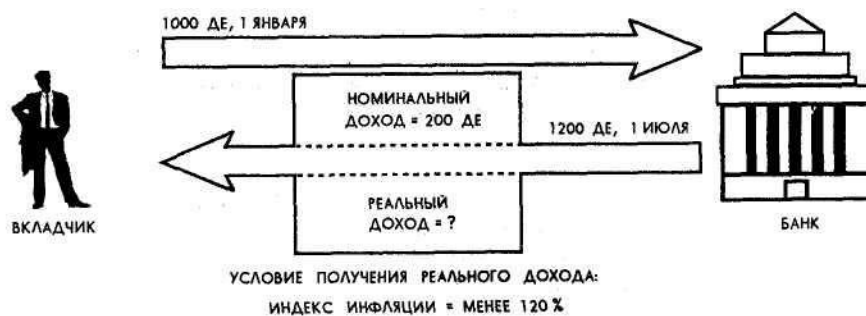 1000 ДЕ, 1 ЯНВАРЯ
НОМИНАЛЬНЫЙ
ДОХОД = 200 ДЕ
1200 ДЕ, 1 ИЮЛЯ
РЕАЛЬНЫЙ
ДОХОД = ?
ВКЛАДЧИК
БАНК
УСЛОВИЕ ПОЛУЧЕНИЯ РЕАЛЬНОГО ДОХОДА:
ИНДЕКС ИНФЛЯЦИИ = МЕНЕЕ 120 %